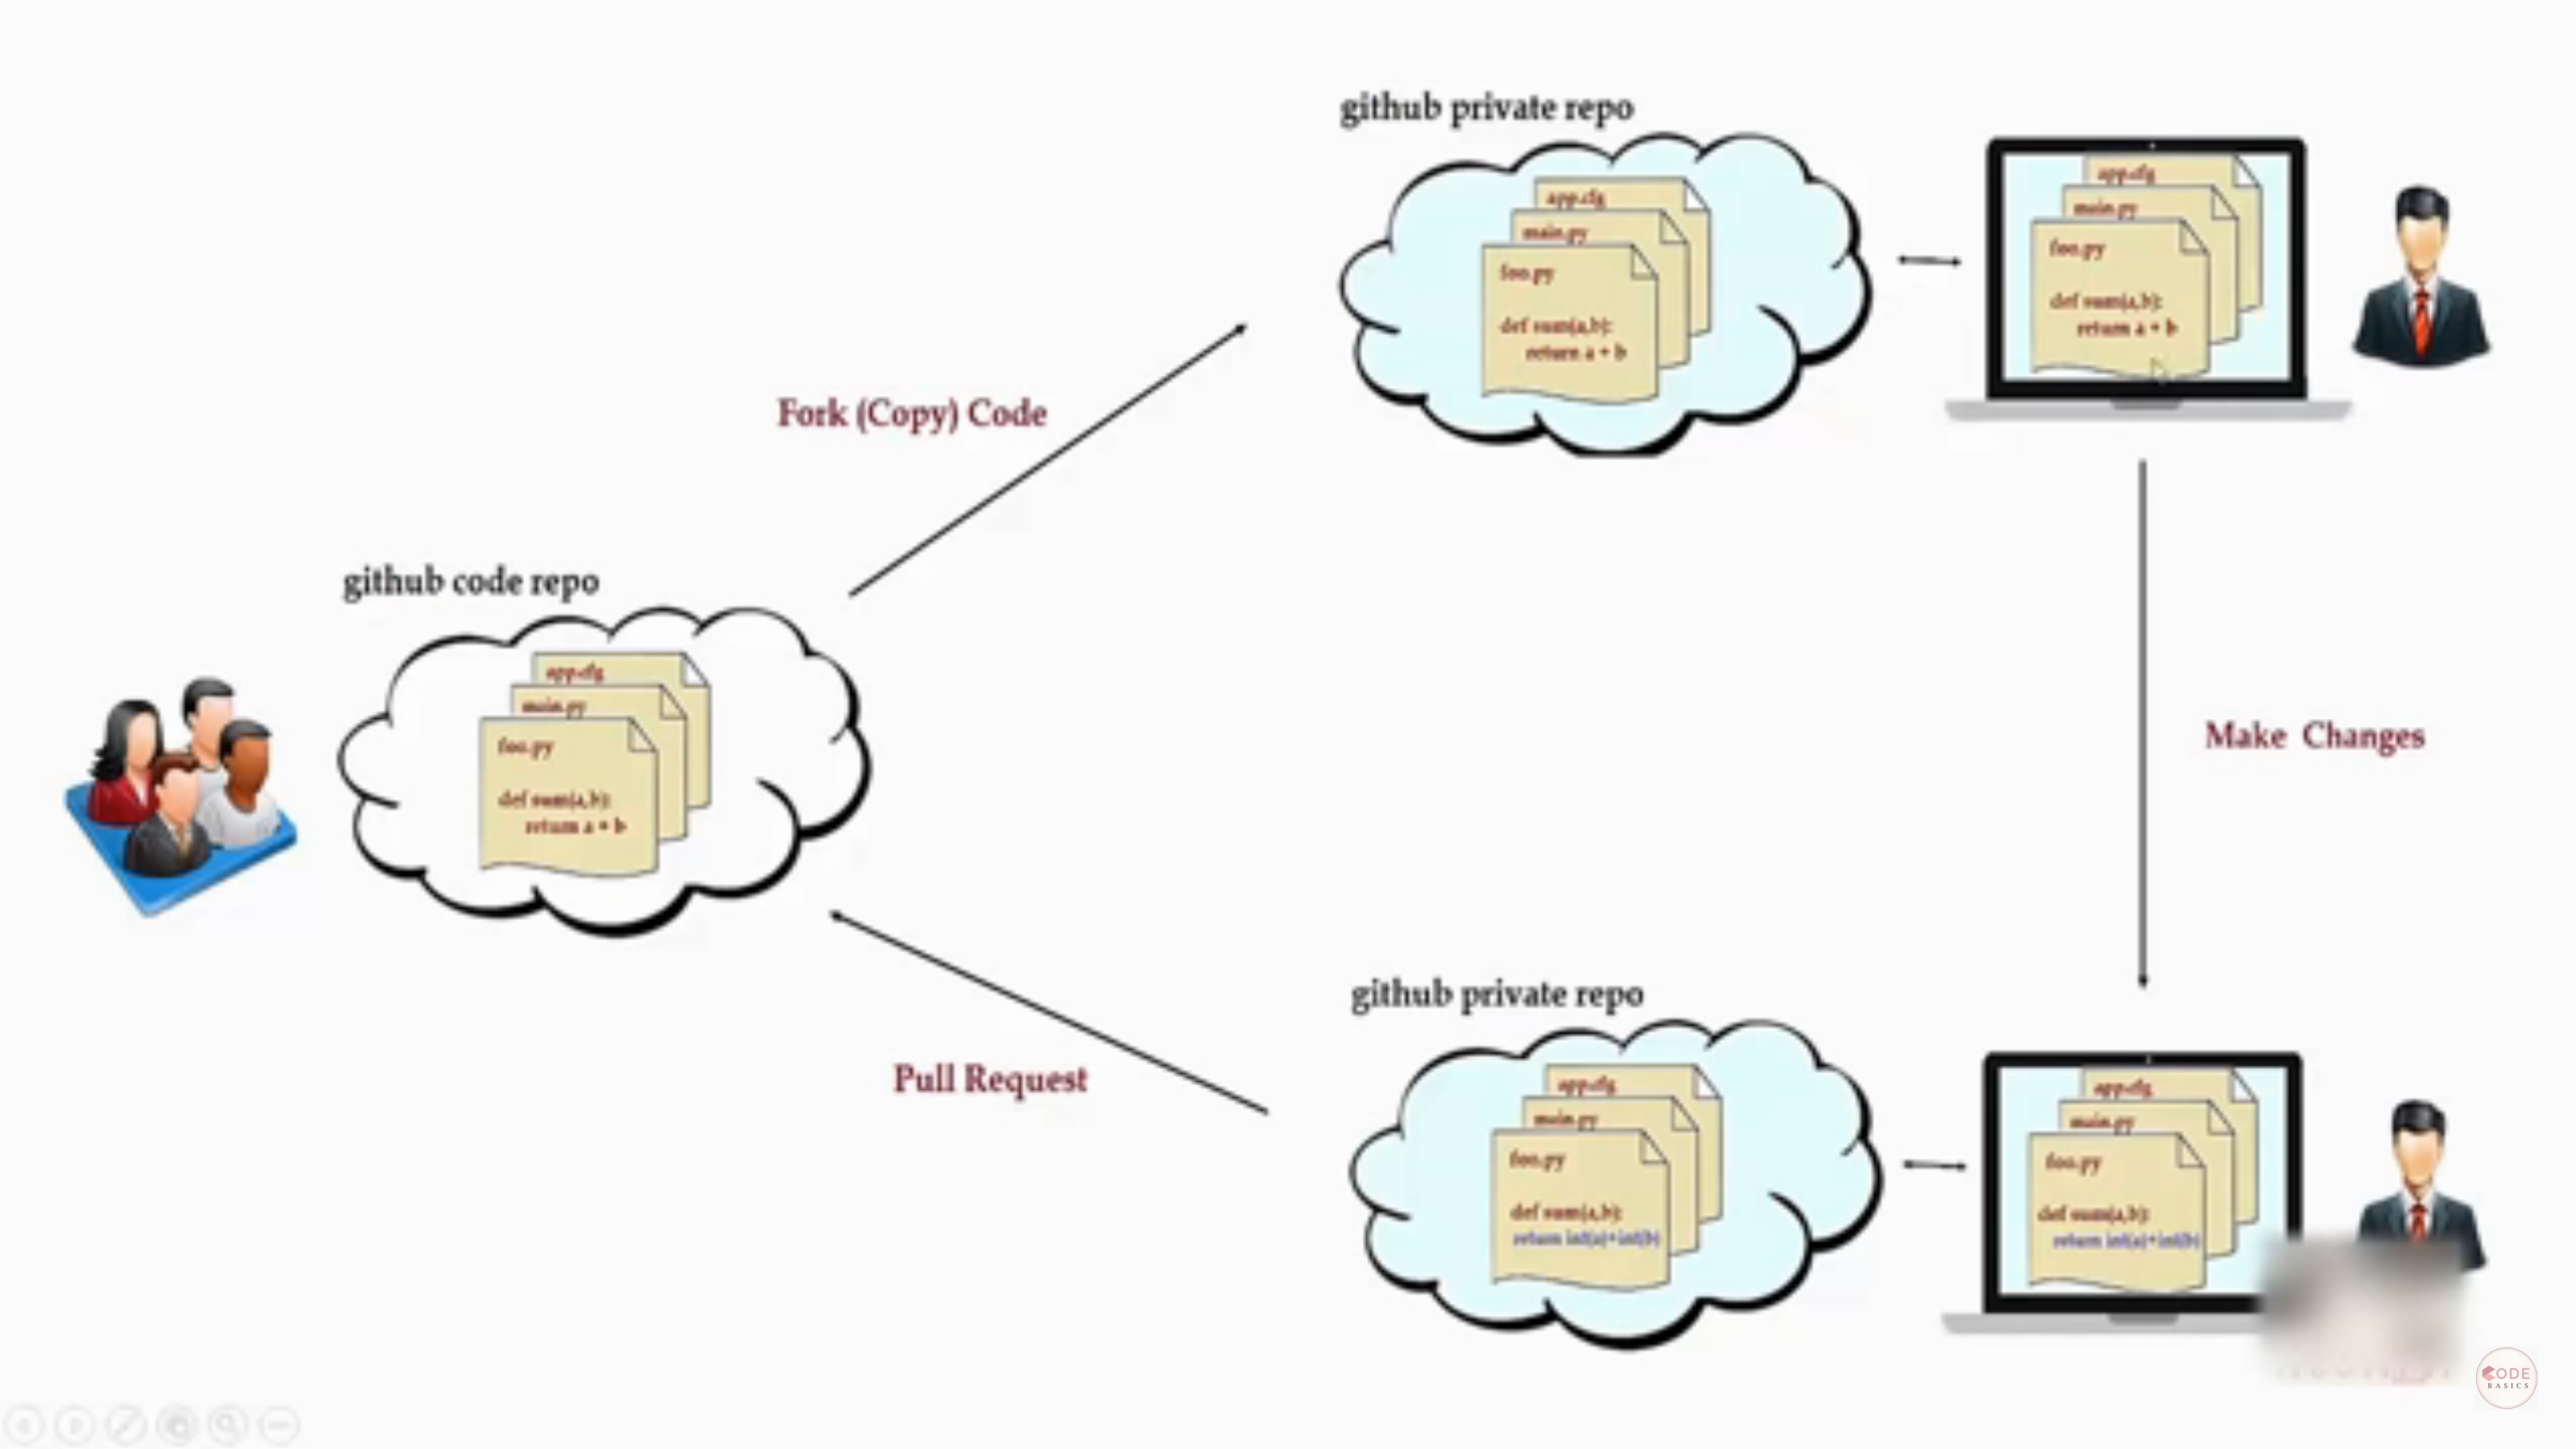 github private repo
app.cfg
main.py
foo.py
def sum(a,b):
return a + b
app.cfg
main.py
foo.py
def sum(a,b):
return a + b
Fork (Copy) Code
github code repo
app.cfg
main.py
foo.py
def sum(a,b):
return a + b
Make Changes
Pull Request
github private repo
app.cfg
main.py
foo.py
def sum(a,b):
return int(a)+int(b)
app.cfg
main.py
foo.py
def sum(a,b):
return int(a)+int(b)
CODE
BASICS